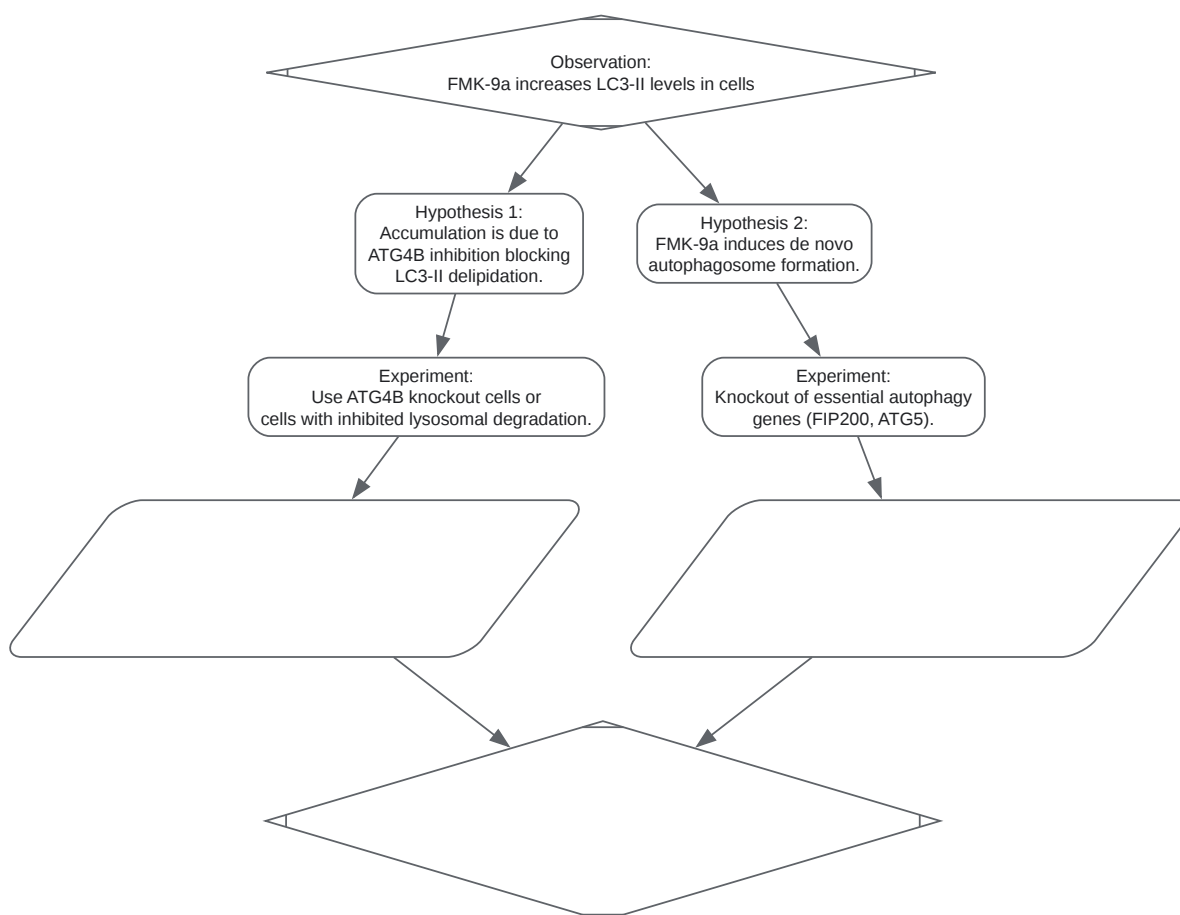 Observation:
FMK-9a increases LC3-II levels in cells
Hypothesis 1:
Accumulation is due to
ATG4B inhibition blocking
LC3-II delipidation.
Hypothesis 2:
FMK-9a induces de novo
autophagosome formation.
Experiment:
Use ATG4B knockout cells or
cells with inhibited lysosomal degradation.
Experiment:
Knockout of essential autophagy
genes (FIP200, ATG5).